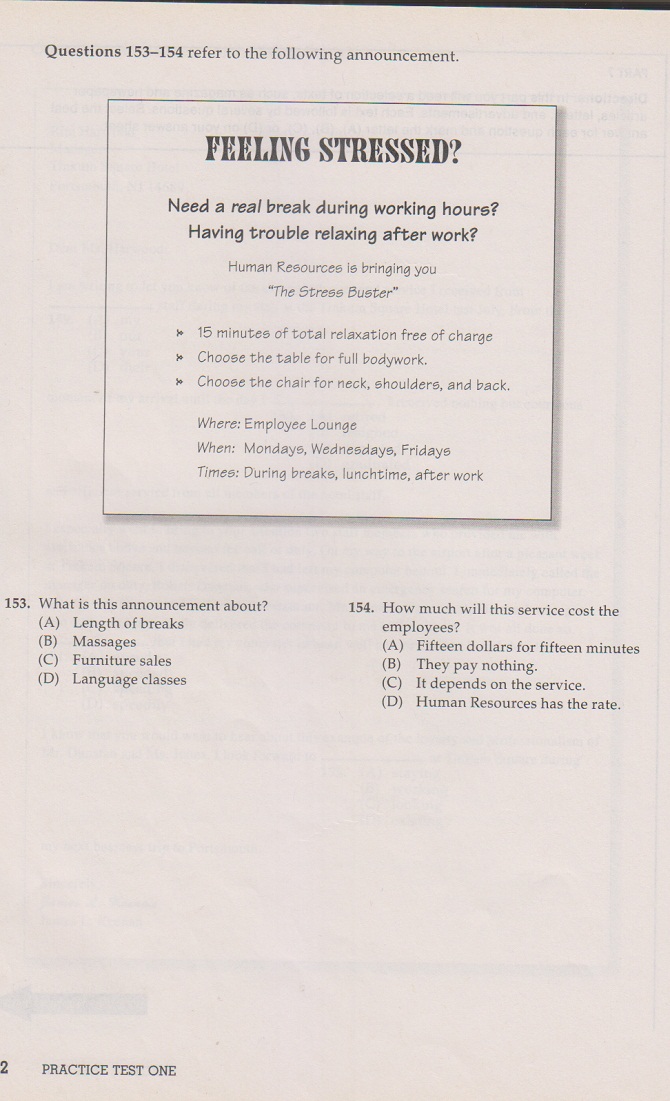 Questions 153–154 refer to the following announcement.
FEELING STRESSED?
Need a real break during working hours?
Having trouble relaxing after work?
Human Resources is bringing you
“The Stress Buster”
15 minutes of total relaxation free of charge
Choose the table for full bodywork.
Choose the chair for neck, shoulders, and back.
Where: Employee Lounge
When: Mondays, Wednesdays, Fridays
Times: During breaks, lunchtime, after work
153. What is this announcement about?
(A) Length of breaks
(B) Massages
(C) Furniture sales
(D) Language classes
154. How much will this service cost the
employees?
(A) Fifteen dollars for fifteen minutes
(B) They pay nothing.
(C) It depends on the service.
(D) Human Resources has the rate.
2 PRACTICE TEST ONE